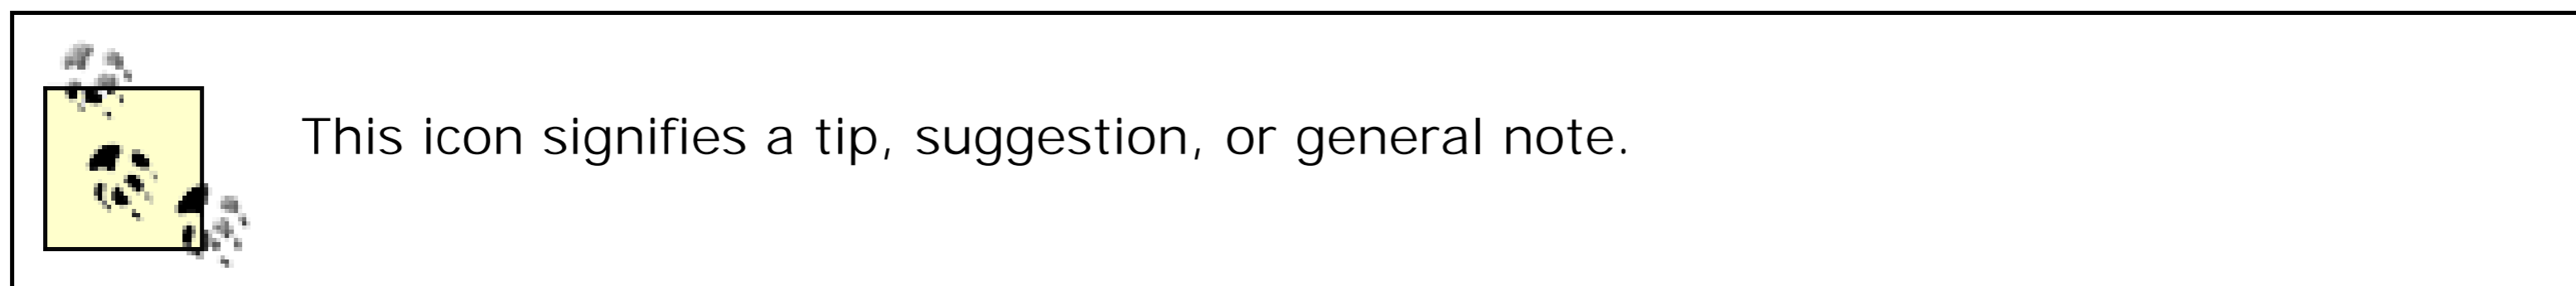 This icon signifies a tip, suggestion, or general note.